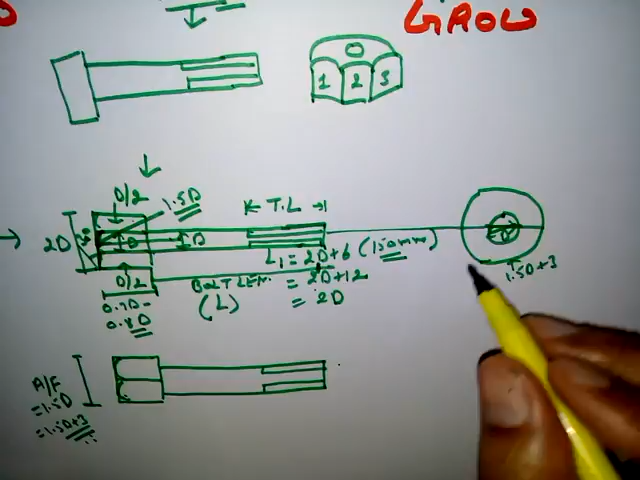 GROW
0
1 2 3
D/2
1.5D
T.L
2D
D
D
L1 = 2D+6 (150mm)
= 2D+12
= 2D
D/2
BOLT LEN
(L)
0.7D-
0.8D
1.5D+3
A/F
=1.5D
=1.5D+3